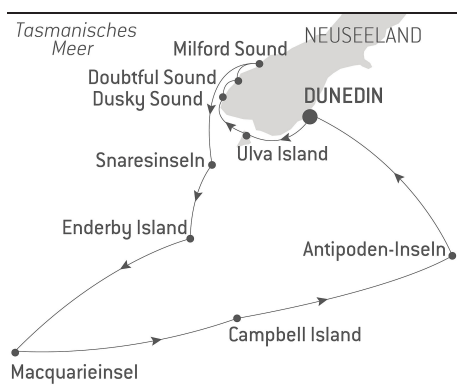 Tasmanisches
Meer
NEUSEELAND
Milford Sound
Doubtful Sound
Dusky Sound
DUNEDIN
Ulva Island
Snaresinseln
Enderby Island
Antipoden-Inseln
Campbell Island
Macquarieinsel